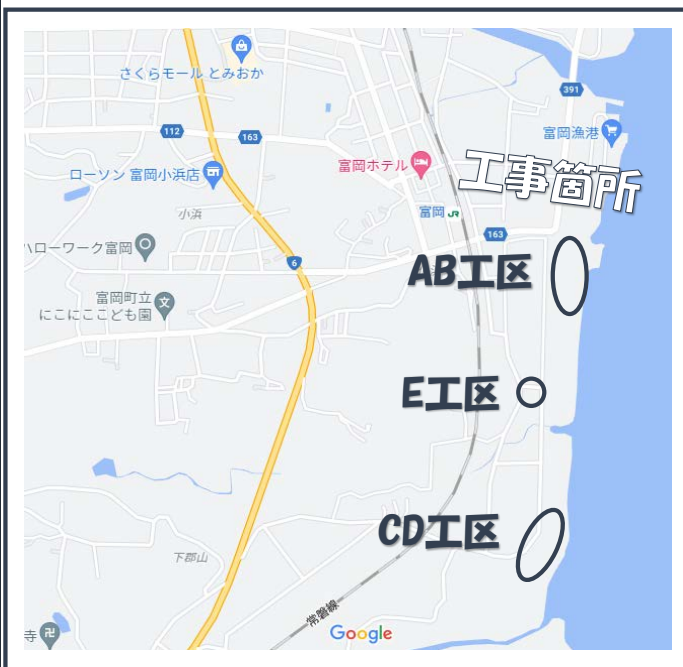 さくらモール とみおか
391
112
163
富岡漁港
富岡ホテル
工事箇所
ローソン 富岡小浜店
小浜
富岡 JR
163
ハローワーク富岡
6
AB工区
富岡町立
にこにここども園
文
E工区
CD工区
下郡山
常磐線
Google
寺
卍